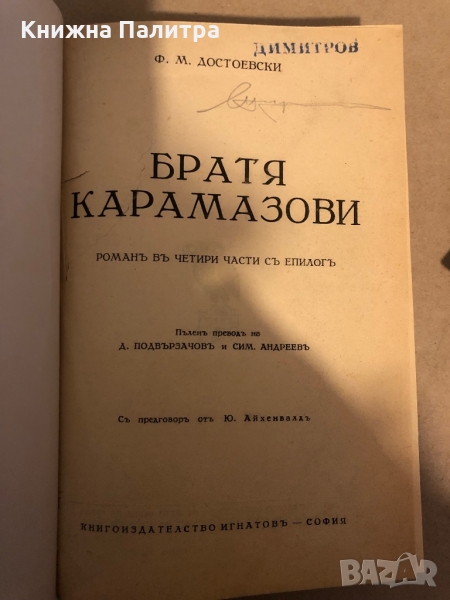 Книжна Палитра
ДИМИТРОВ
Ф. М. ДОСТОЕВСКИ
БРАТЯ
КАРАМАЗОВИ
РОМАНЪ ВЪ ЧЕТИРИ ЧАСТИ СЪ ЕПИЛОГЪ
Пъленъ преводъ на
Д. ПОДВЪРЗАЧОВЪ и СИМ. АНДРЕЕВЪ
Съ предговоръ отъ Ю. Айхенвалдъ
КНИГОИЗДАТЕЛСТВО ИГНАТОВЪ — СОФИЯ
BAZAR